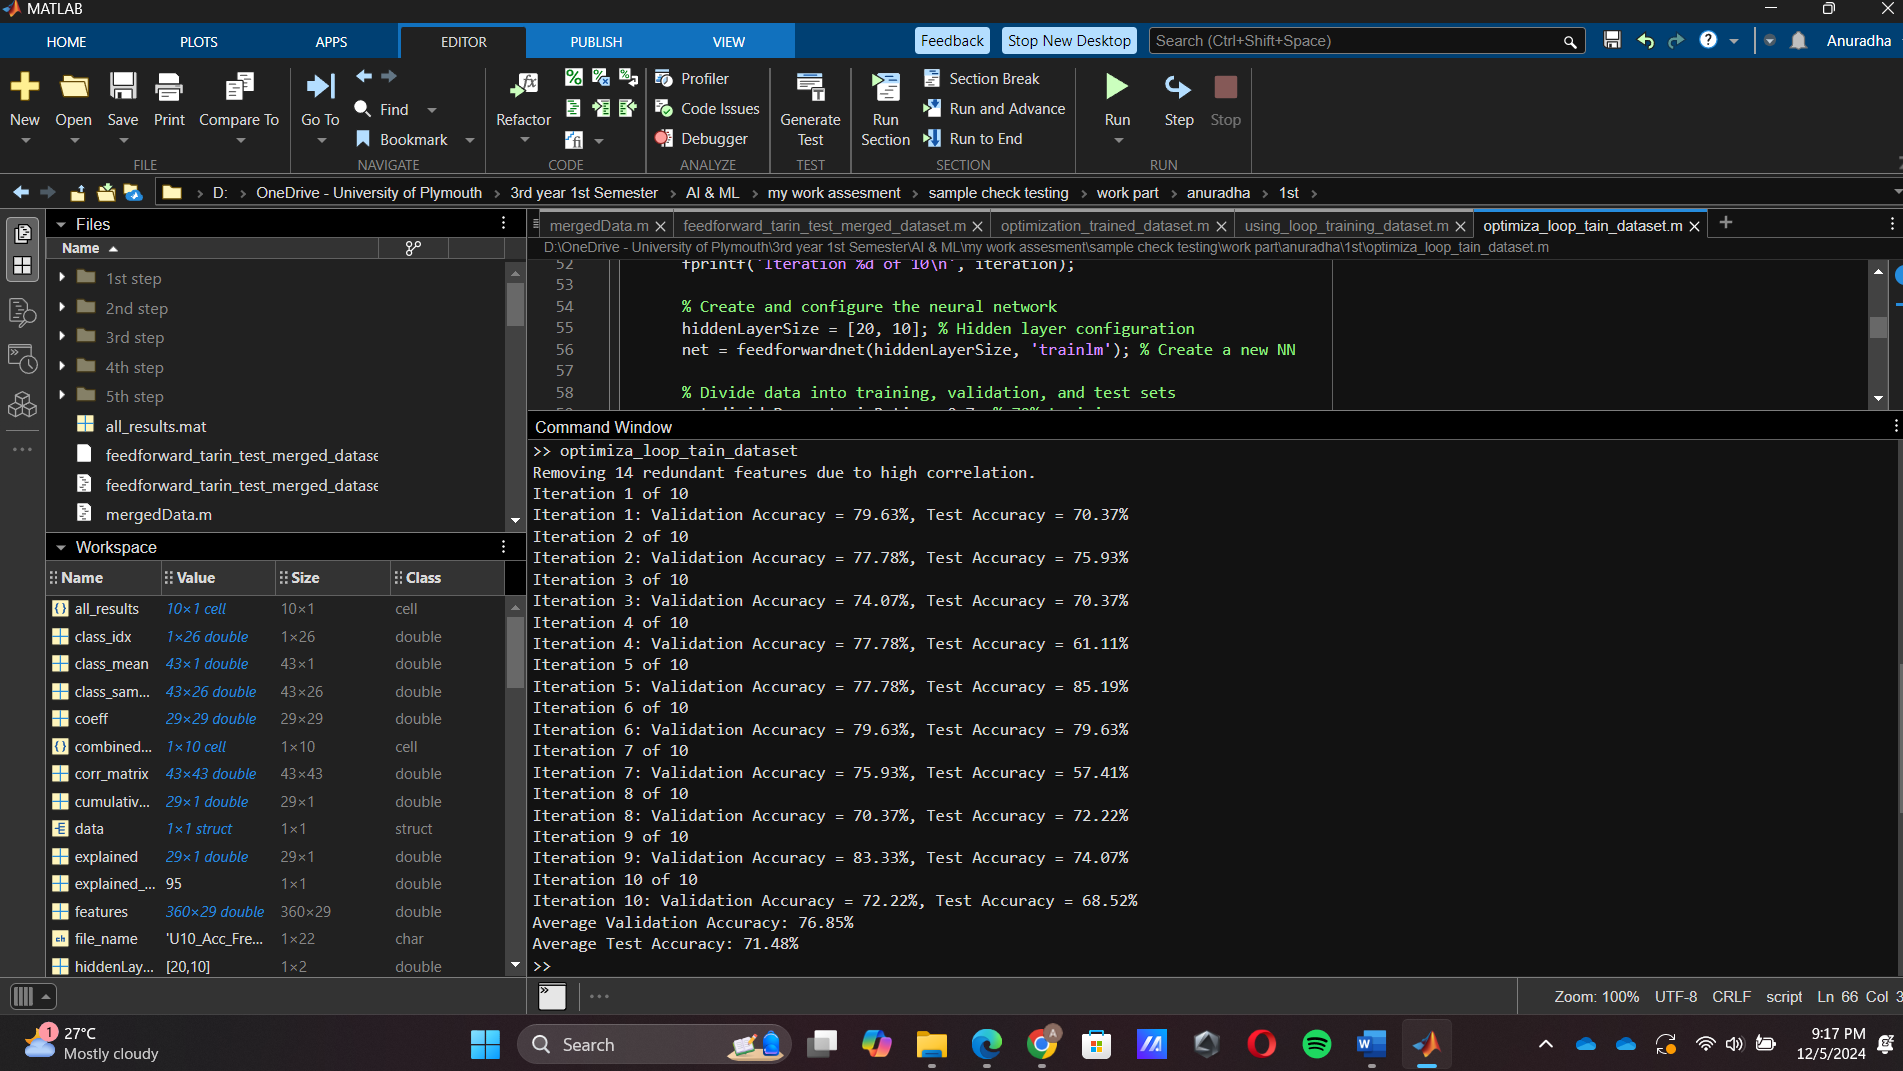 MATLAB
HOME PLOTS APPS EDITOR PUBLISH VIEW Feedback Stop New Desktop Search (Ctrl+Shift+Space) Anuradha
New Open Save Print Compare To
FILE
Go To Find Bookmark
NAVIGATE
Refactor
CODE
Profiler
Code Issues
Debugger
ANALYZE
Generate Test
TEST
Run Section
Section Break
Run and Advance
Run to End
SECTION
Run Step Stop
RUN
D: › OneDrive - University of Plymouth › 3rd year 1st Semester › AI & ML › my work assesment › sample check testing › work part › anuradha › 1st ›
Files
Name
1st step
2nd step
3rd step
4th step
5th step
all_results.mat
feedforward_tarin_test_merged_datase
feedforward_tarin_test_merged_datase
mergedData.m
Workspace
Name Value Size Class
all_results 10×1 cell 10×1 cell
class_idx 1×26 double 1×26 double
class_mean 43×1 double 43×1 double
class_sam... 43×26 double 43×26 double
coeff 29×29 double 29×29 double
combined... 1×10 cell 1×10 cell
corr_matrix 43×43 double 43×43 double
cumulativ... 29×1 double 29×1 double
data 1×1 struct 1×1 struct
explained 29×1 double 29×1 double
explained_... 95 1×1 double
features 360×29 double 360×29 double
file_name 'U10_Acc_Fre... 1×22 char
hiddenLay... [20,10] 1×2 double
mergedData.m feedforward_tarin_test_merged_dataset.m optimization_trained_dataset.m using_loop_training_dataset.m optimiza_loop_tain_dataset.m
D:\OneDrive - University of Plymouth\3rd year 1st Semester\AI & ML\my work assesment\sample check testing\work part\anuradha\1st\optimiza_loop_tain_dataset.m
52 fprintf('Iteration %d of 10\n', iteration);
53
54 % Create and configure the neural network
55 hiddenLayerSize = [20, 10]; % Hidden layer configuration
56 net = feedforwardnet(hiddenLayerSize, 'trainlm'); % Create a new NN
57
58 % Divide data into training, validation, and test sets
Command Window
>> optimiza_loop_tain_dataset
Removing 14 redundant features due to high correlation.
Iteration 1 of 10
Iteration 1: Validation Accuracy = 79.63%, Test Accuracy = 70.37%
Iteration 2 of 10
Iteration 2: Validation Accuracy = 77.78%, Test Accuracy = 75.93%
Iteration 3 of 10
Iteration 3: Validation Accuracy = 74.07%, Test Accuracy = 70.37%
Iteration 4 of 10
Iteration 4: Validation Accuracy = 77.78%, Test Accuracy = 61.11%
Iteration 5 of 10
Iteration 5: Validation Accuracy = 77.78%, Test Accuracy = 85.19%
Iteration 6 of 10
Iteration 6: Validation Accuracy = 79.63%, Test Accuracy = 79.63%
Iteration 7 of 10
Iteration 7: Validation Accuracy = 75.93%, Test Accuracy = 57.41%
Iteration 8 of 10
Iteration 8: Validation Accuracy = 70.37%, Test Accuracy = 72.22%
Iteration 9 of 10
Iteration 9: Validation Accuracy = 83.33%, Test Accuracy = 74.07%
Iteration 10 of 10
Iteration 10: Validation Accuracy = 72.22%, Test Accuracy = 68.52%
Average Validation Accuracy: 76.85%
Average Test Accuracy: 71.48%
>>
Zoom: 100% UTF-8 CRLF script Ln 66 Col 3
1 27°C
Mostly cloudy
Search
9:17 PM
12/5/2024